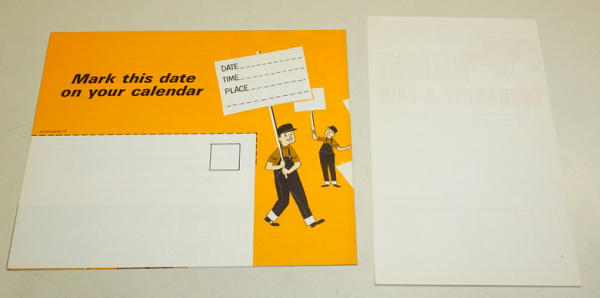 Mark this date
on your calendar
DATE
TIME
PLACE